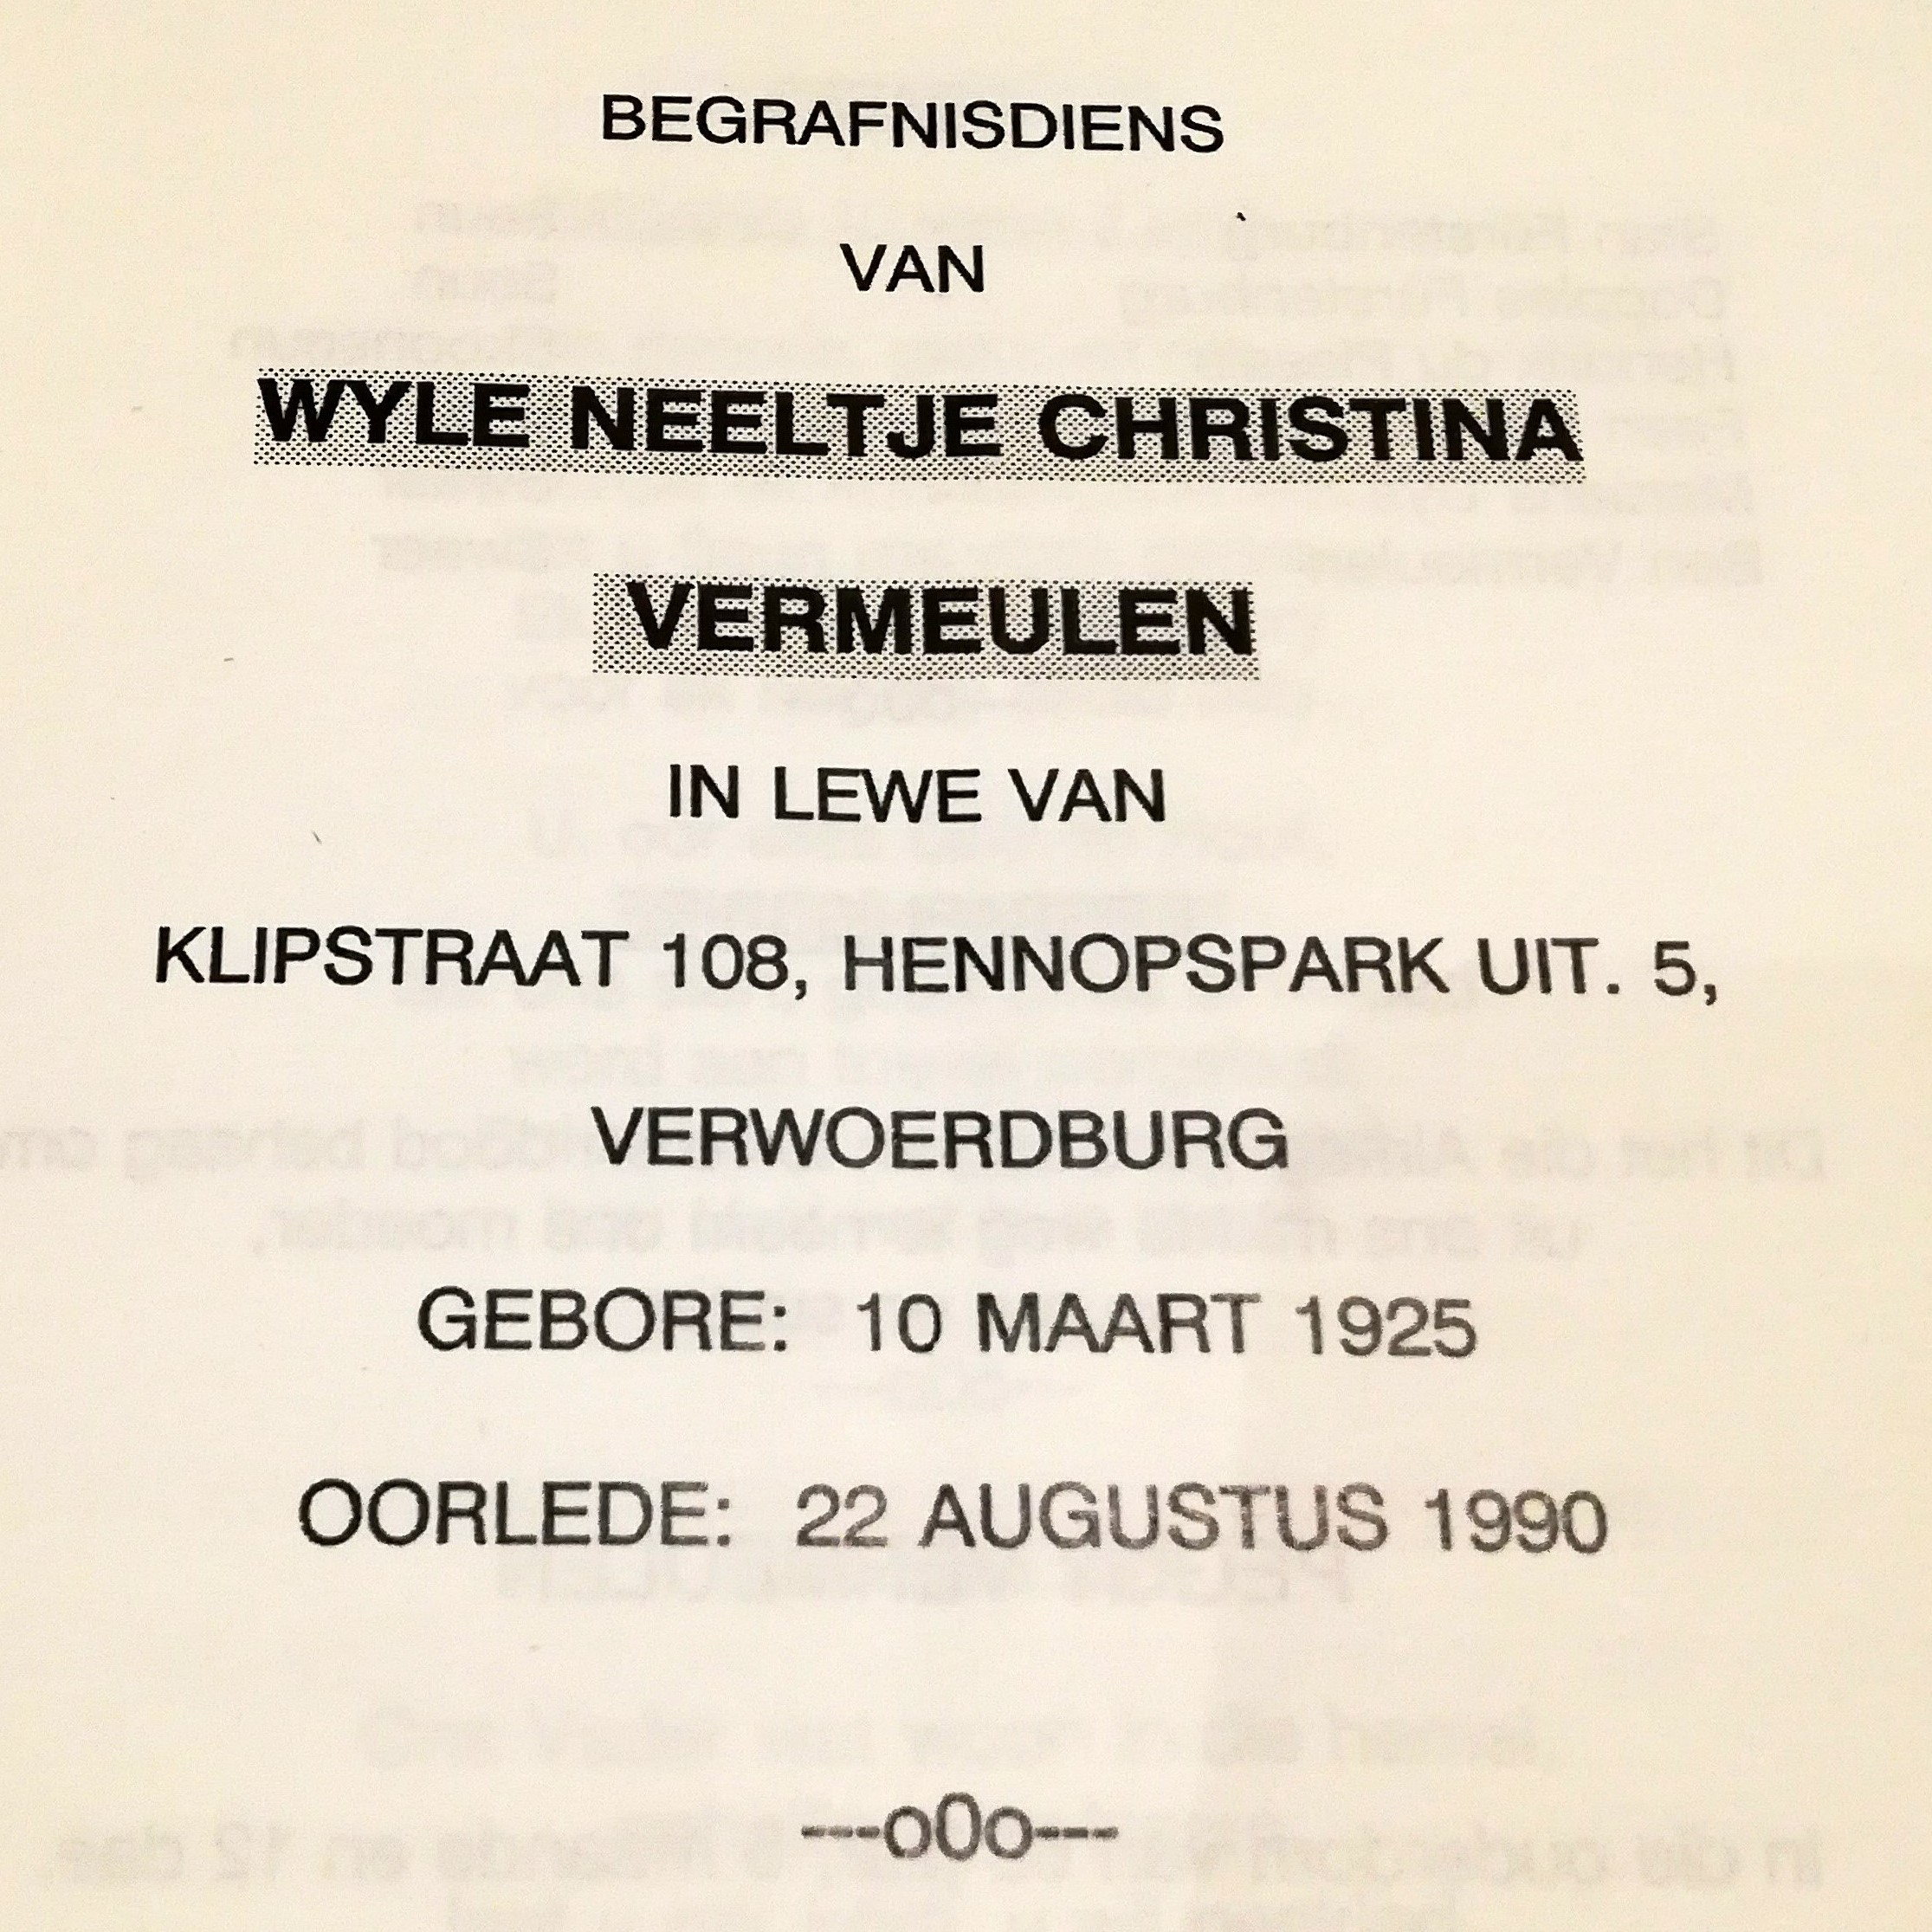 BEGRAFNISDIENS
VAN
WYLE NEELTJE CHRISTINA
VERMEULEN
IN LEWE VAN
KLIPSTRAAT 108, HENNOPSPARK UIT. 5,
VERWOERDBURG
GEBORE: 10 MAART 1925
OORLEDE: 22 AUGUSTUS 1990
---oOo---